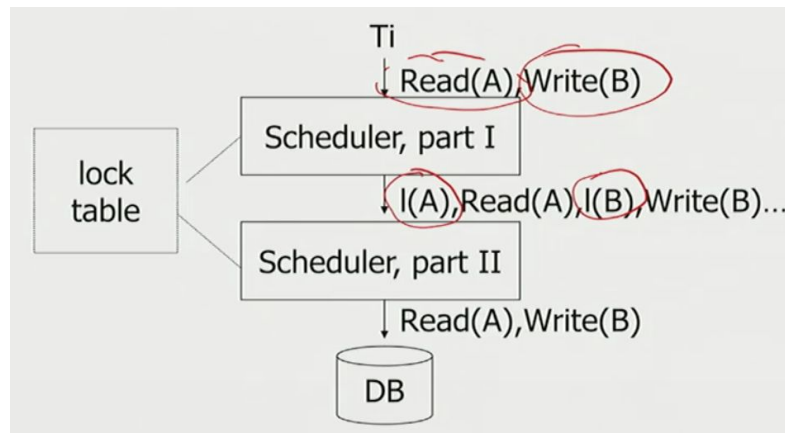 Ti
Read(A),Write(B)
Scheduler, part I
lock
table
l(A),Read(A),l(B),Write(B)...
Scheduler, part II
Read(A),Write(B)
DB